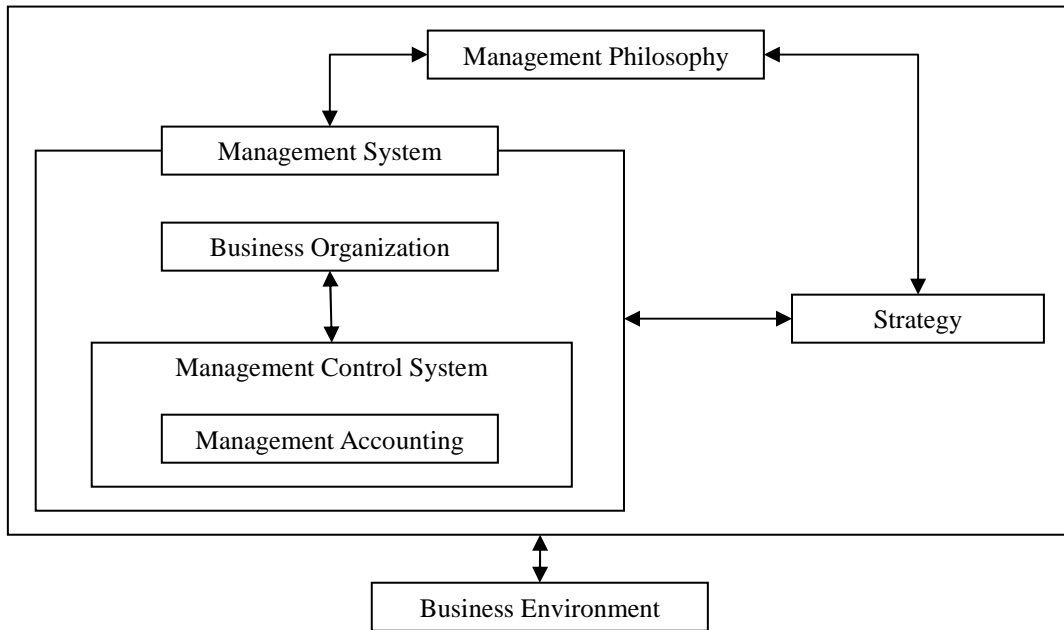 Management Philosophy
Management System
Business Organization
Strategy
Management Control System
Management Accounting
Business Environment